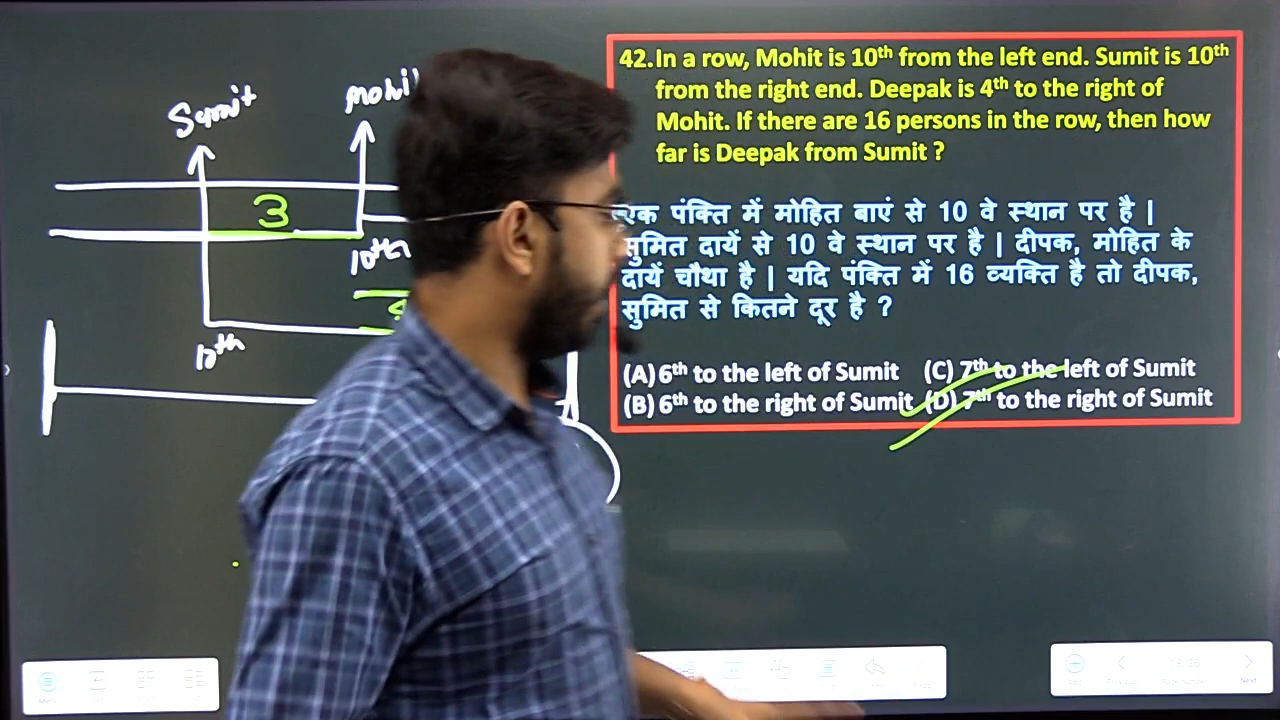 42. In a row, Mohit is 10th from the left end. Sumit is 10th
from the right end. Deepak is 4th to the right of
Mohit. If there are 16 persons in the row, then how
far is Deepak from Sumit ?
एक पंक्ति में मोहित बाएं से 10 वे स्थान पर है |
सुमित दायें से 10 वे स्थान पर है | दीपक, मोहित के
दायें चौथा है | यदि पंक्ति में 16 व्यक्ति है तो दीपक,
सुमित से कितने दूर है ?
(A) 6th to the left of Sumit (C) 7th to the left of Sumit
(B) 6th to the right of Sumit (D) 7th to the right of Sumit
Sumit
3
10th
10th
Next